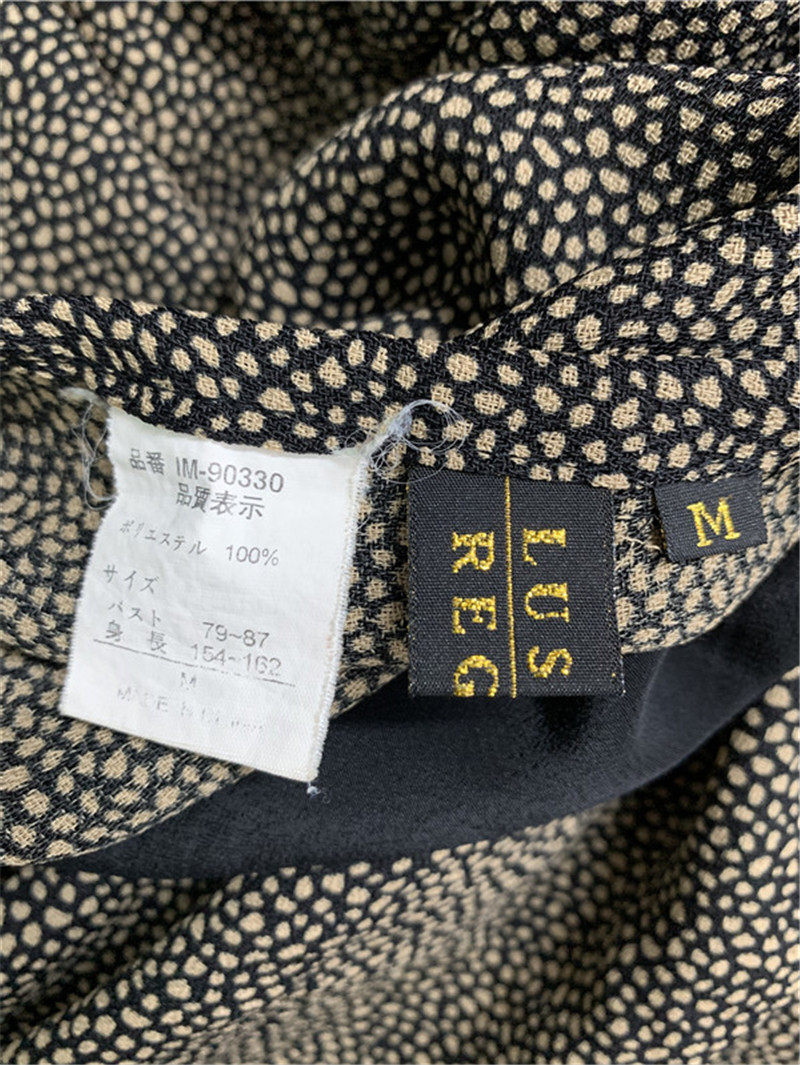 品番 IM-90330
品質表示
ポリエステル 100%
サイズ
バスト 79~87
身長 154~162
M
LUS
REG
M